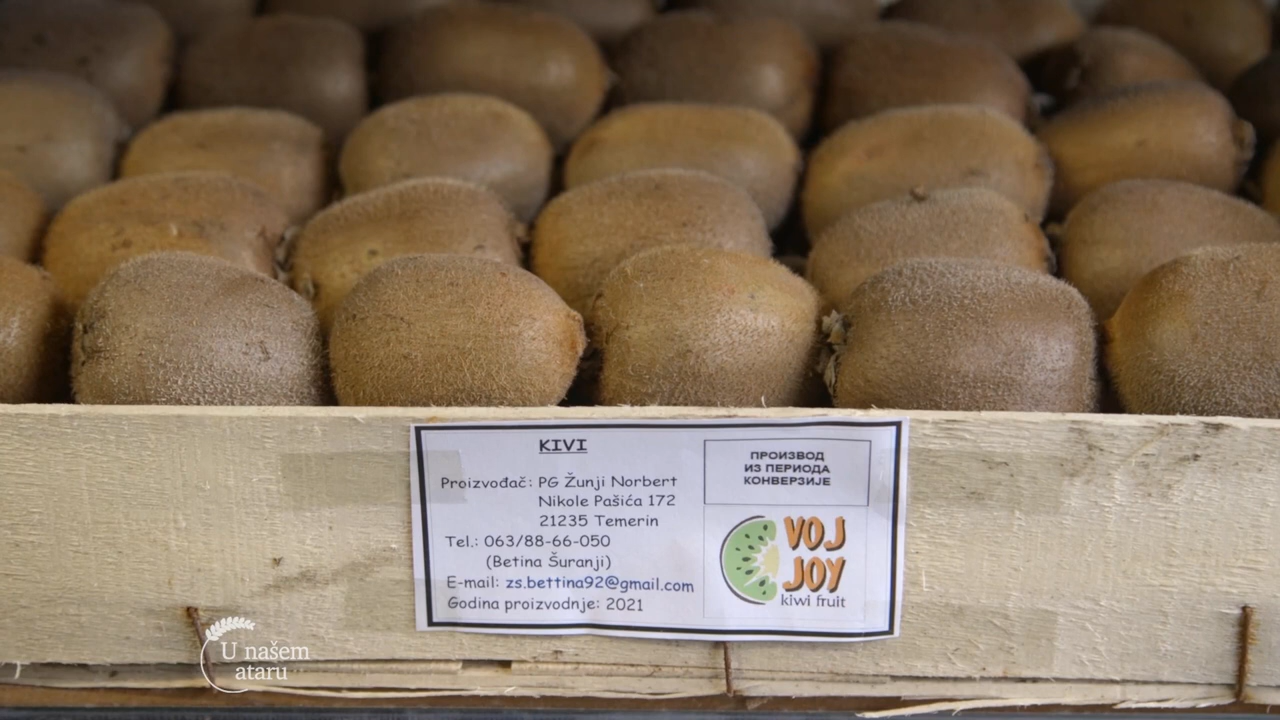 KIVI
Proizvođač: PG Žunji Norbert
Nikole Pašića 172
21235 Temerin
Tel.: 063/88-66-050
(Betina Šuranji)
E-mail: zs.bettina92@gmail.com
Godina proizvodnje: 2021
ПРОИЗВОД
ИЗ ПЕРИОДА
КОНВЕРЗИЈЕ
VOJ
JOY
kiwi fruit
U našem
ataru